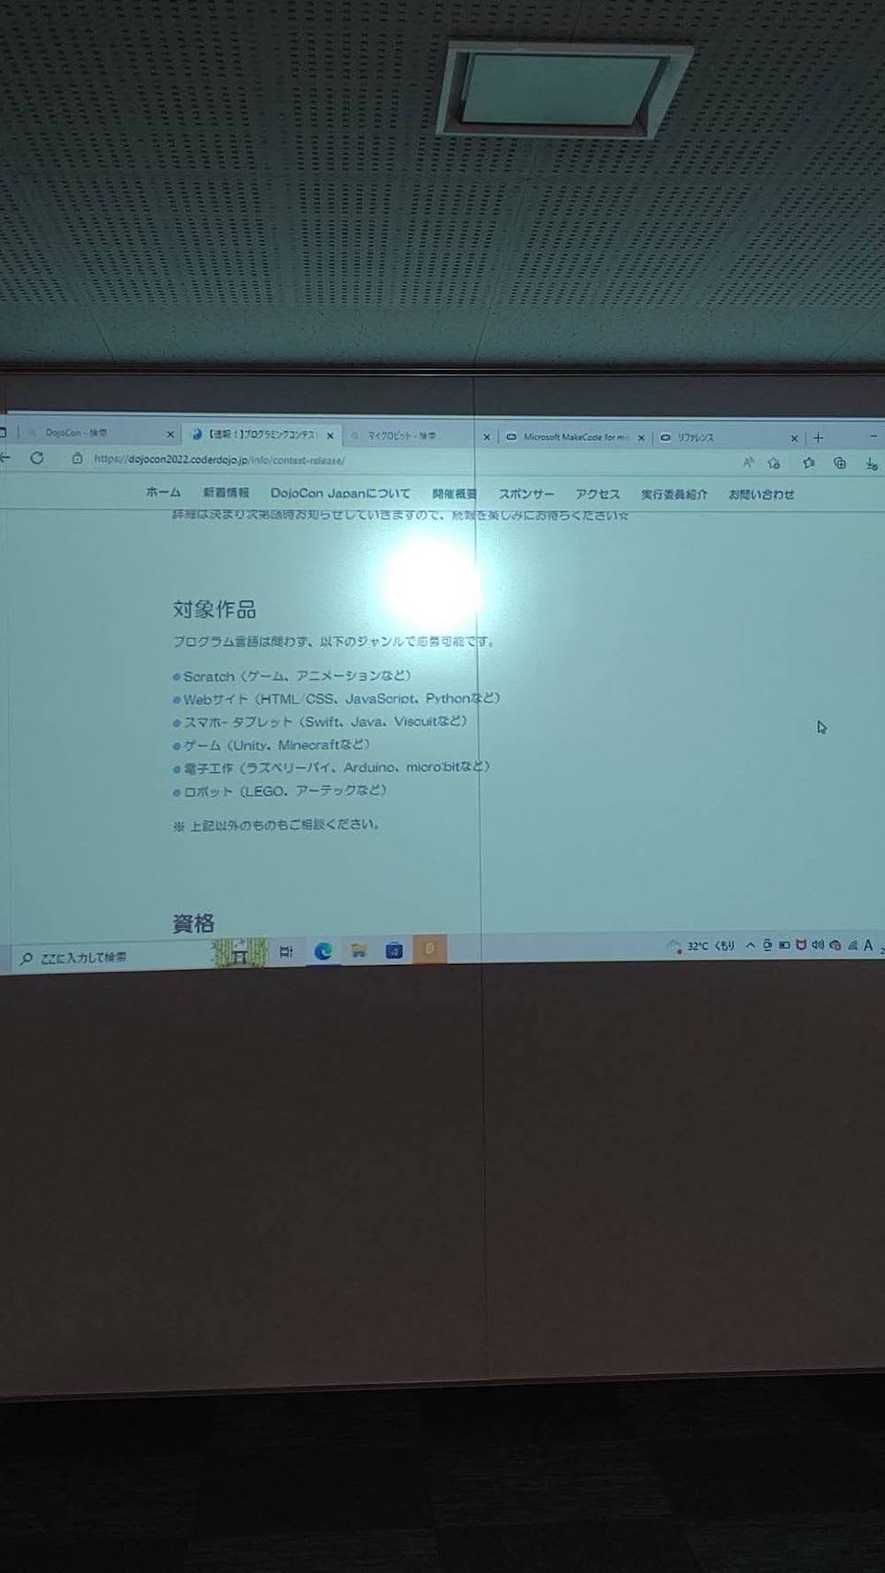 DojoCon - 検索
【速報！】プログラミングコンテスト
マイクロビット - 検索
Microsoft MakeCode for mi
リファレンス
https://dojocon2022.coderdojo.jp/info/contest-release/
ホーム 新着情報 DojoCon Japanについて 開催概要 スポンサー アクセス 実行委員紹介 お問い合わせ
詳細は決まり次第随時お知らせしていきますので、続報を楽しみにお待ちください☆
対象作品
プログラム言語は問わず、以下のジャンルで応募可能です。
Scratch（ゲーム、アニメーションなど）
Webサイト（HTML/CSS、JavaScript、Pythonなど）
スマホ・タブレット（Swift、Java、Viscuitなど）
ゲーム（Unity、Minecraftなど）
電子工作（ラズベリーパイ、Arduino、micro:bitなど）
ロボット（LEGO、アーテックなど）
※ 上記以外のものもご相談ください。
資格
ここに入力して検索
32°C くもり
A